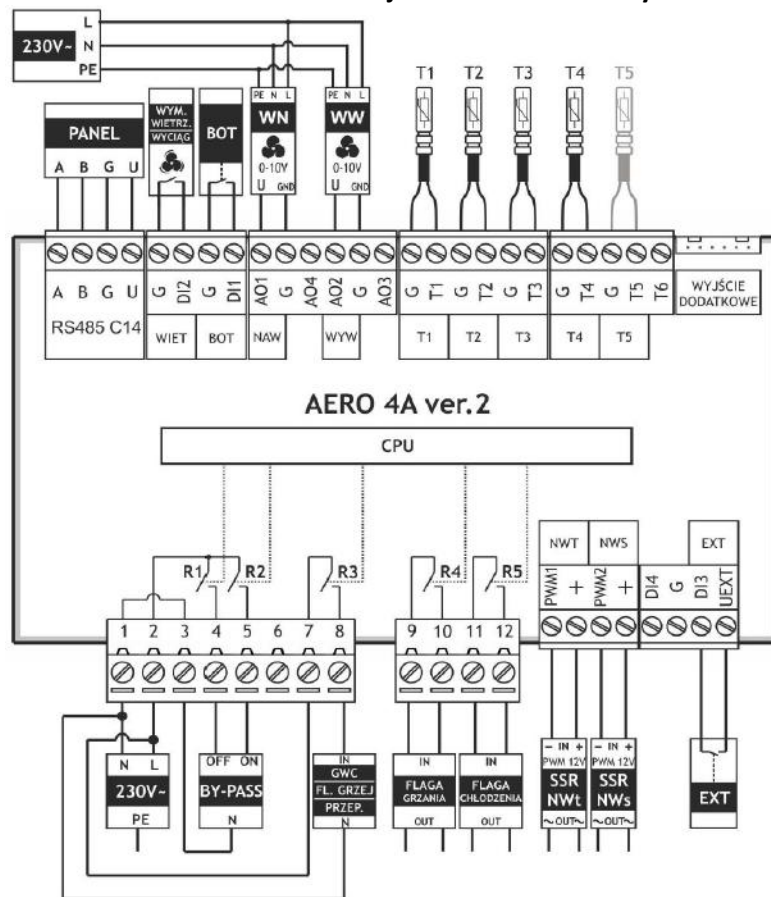 L
N
230V~
PE
T1 T2 T3 T4 T5
PE N L
PE N L
PANEL
WYM.
WIETRZ.
WYCIĄG
BOT
WN
WW
0-10V
0-10V
A B G U
U GND
U GND
A B G U
G DI2 G DI1
AO1 G AO4 AO2 G AO3
G T1 G T2 G T3
G T4 G T5 T6
WYJŚCIE
DODATKOWE
RS485 C14
WIET BOT
NAW WYW
T1 T2 T3
T4 T5
AERO 4A ver.2
CPU
NWT NWS EXT
R1 R2 R3 R4 R5
PWM1 + PWM2 +
DI4 G DI3 UEXT
1 2 3 4 5 6 7 8
9 10 11 12
N L
230V~
PE
OFF ON
BY-PASS
N
IN
GWC
FL. GRZEJ
PRZEP.
N
IN
FLAGA
GRZANIA
OUT
IN
FLAGA
CHŁODZENIA
OUT
- IN +
PWM 12V
SSR
NWt
~OUT~
- IN +
PWM 12V
SSR
NWs
~OUT~
EXT